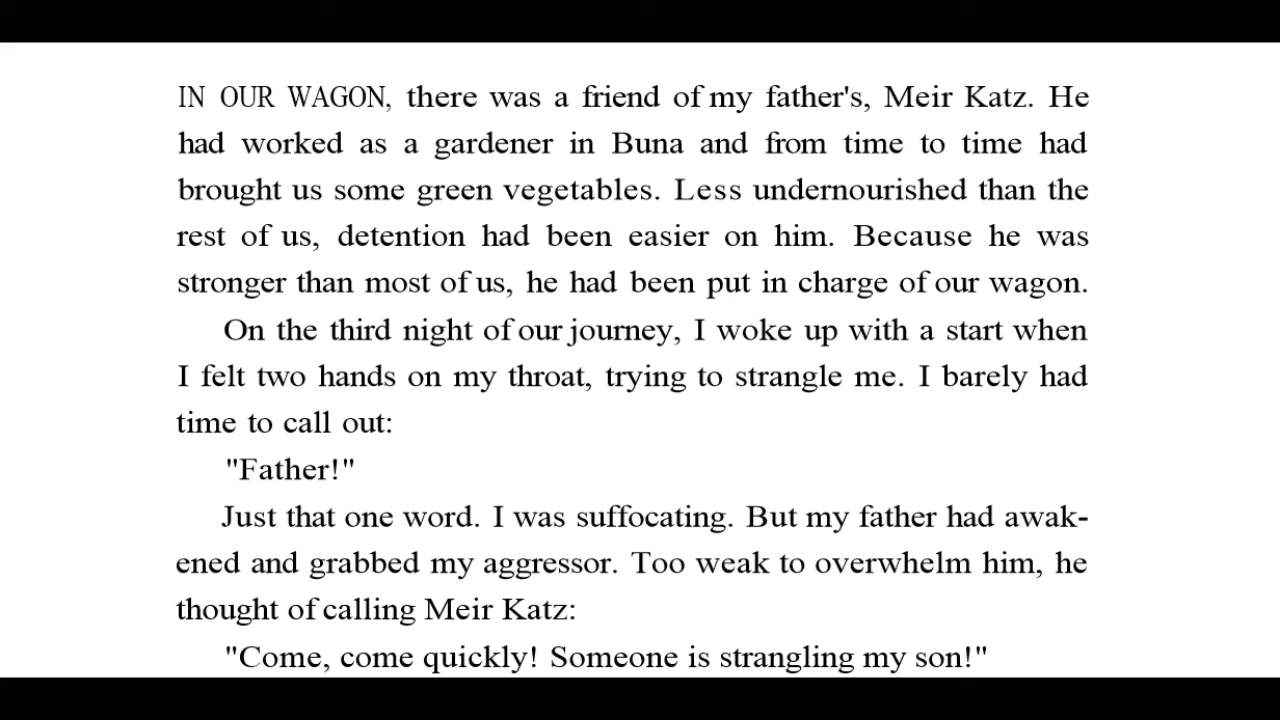 IN OUR WAGON, there was a friend of my father's, Meir Katz. He
had worked as a gardener in Buna and from time to time had
brought us some green vegetables. Less undernourished than the
rest of us, detention had been easier on him. Because he was
stronger than most of us, he had been put in charge of our wagon.
On the third night of our journey, I woke up with a start when
I felt two hands on my throat, trying to strangle me. I barely had
time to call out:
"Father!"
Just that one word. I was suffocating. But my father had awak-
ened and grabbed my aggressor. Too weak to overwhelm him, he
thought of calling Meir Katz:
"Come, come quickly! Someone is strangling my son!"